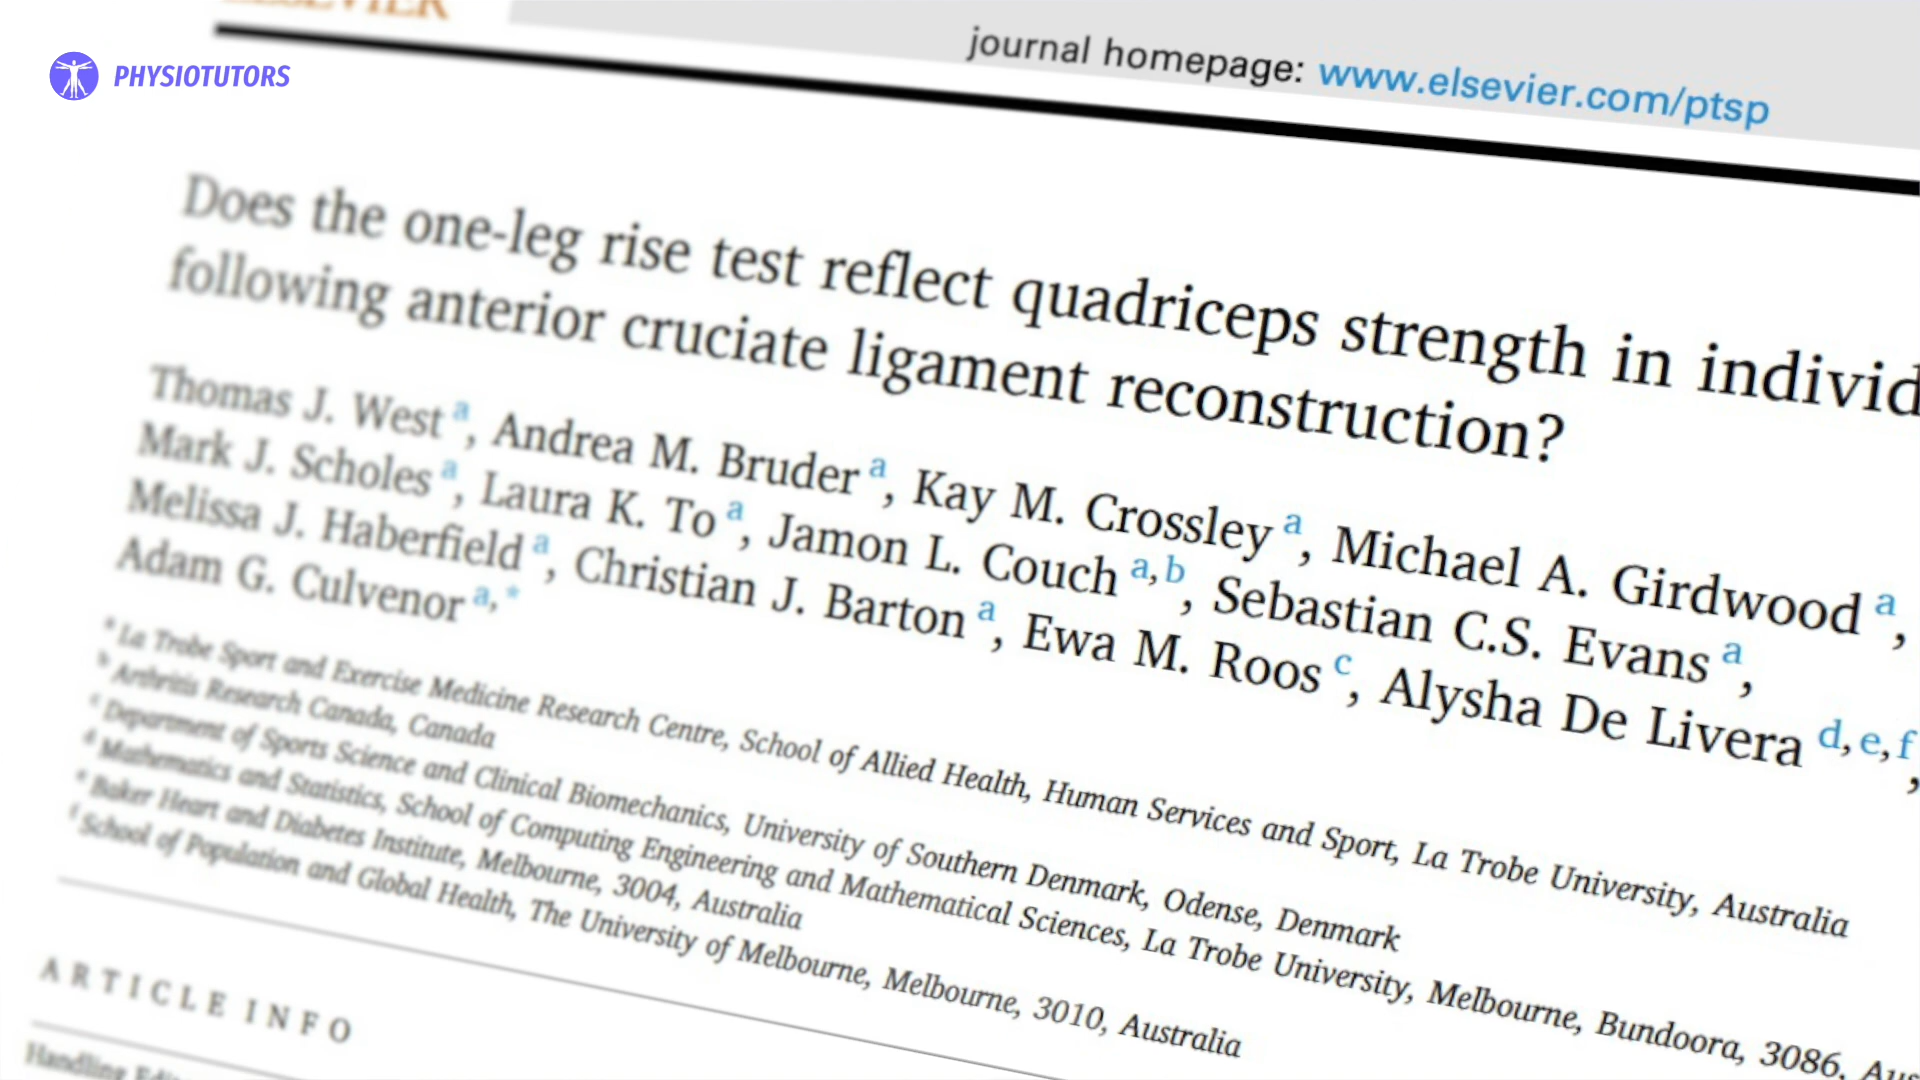 ELSEVIER
journal homepage: www.elsevier.com/ptsp
PHYSIOTUTORS
Does the one-leg rise test reflect quadriceps strength in individ
following anterior cruciate ligament reconstruction?
Thomas J. West a, Andrea M. Bruder a, Kay M. Crossley a, Michael A. Girdwood a,
Mark J. Scholes a, Laura K. To a, Jamon L. Couch a,b, Sebastian C.S. Evans a,
Melissa J. Haberfield a, Christian J. Barton a, Ewa M. Roos c, Alysha De Livera d,e,f,
Adam G. Culvenor a,*
a La Trobe Sport and Exercise Medicine Research Centre, School of Allied Health, Human Services and Sport, La Trobe University, Australia
b Arthritis Research Canada, Canada
c Department of Sports Science and Clinical Biomechanics, University of Southern Denmark, Odense, Denmark
d Mathematics and Statistics, School of Computing Engineering and Mathematical Sciences, La Trobe University, Melbourne, Bundoora, 3086, Aus
e Baker Heart and Diabetes Institute, Melbourne, 3004, Australia
f School of Population and Global Health, The University of Melbourne, Melbourne, 3010, Australia
ARTICLE INFO
Handling Edi